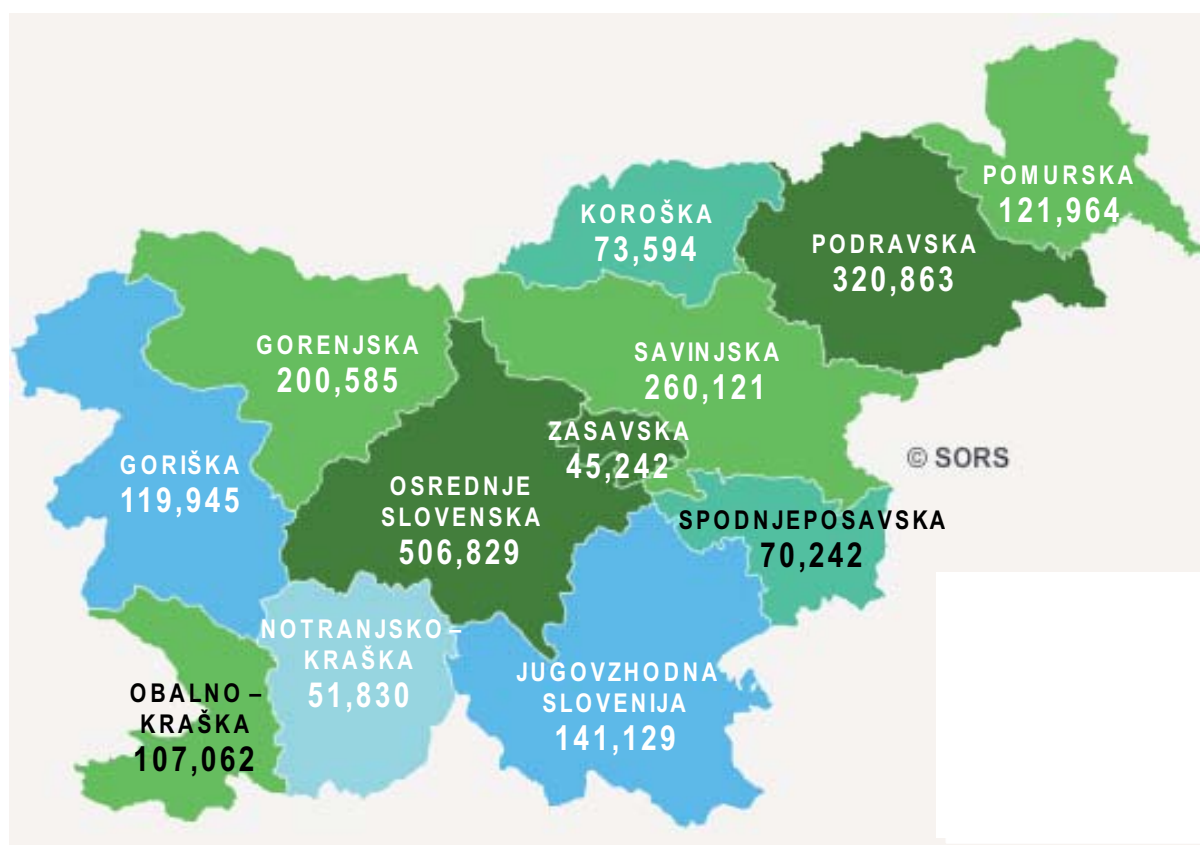 POMURSKA
121,964
KOROŠKA
73,594
PODRAVSKA
320,863
GORENJSKA
200,585
SAVINJSKA
260,121
ZASAVSKA
45,242
GORIŠKA
119,945
© SORS
OSREDNJE
SLOVENSKA
506,829
SPODNJEPOSAVSKA
70,242
NOTRANJSKO –
KRAŠKA
51,830
JUGOVZHODNA
SLOVENIJA
141,129
OBALNO –
KRAŠKA
107,062